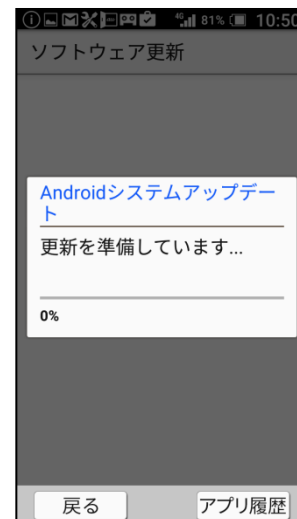 4G 81% 10:50
ソフトウェア更新
Androidシステムアップデー
ト
更新を準備しています...
0%
戻る アプリ履歴